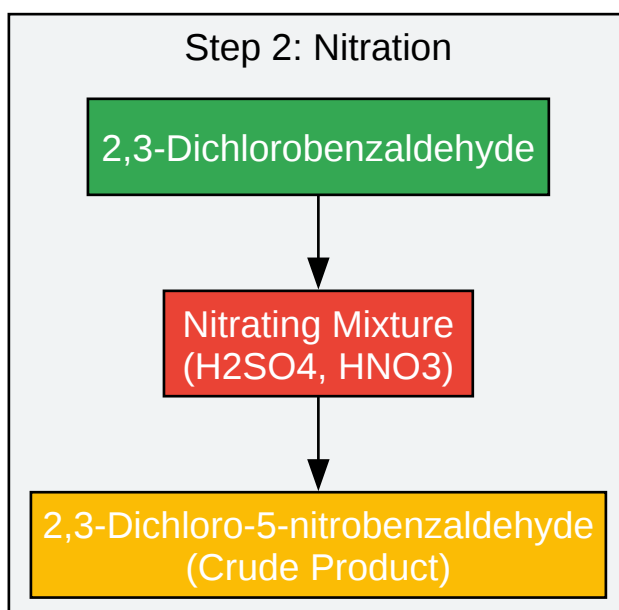 Step 2: Nitration
2,3-Dichlorobenzaldehyde
Nitrating Mixture
(H2SO4, HNO3)
2,3-Dichloro-5-nitrobenzaldehyde
(Crude Product)